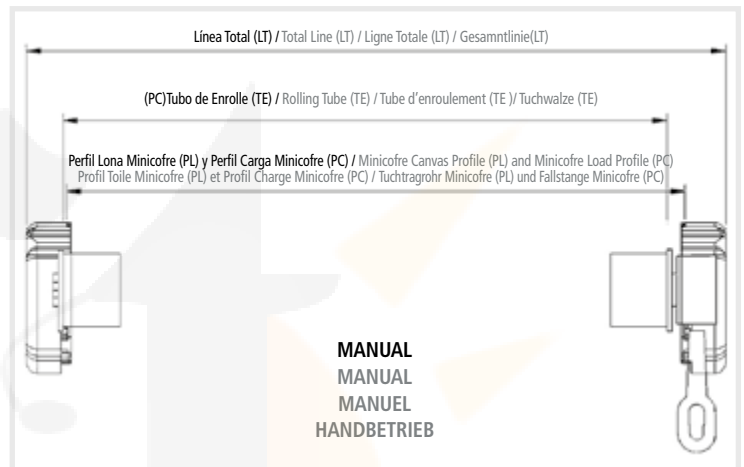 Línea Total (LT) / Total Line (LT) / Ligne Totale (LT) / Gesamntlinie(LT)
(PC)Tubo de Enrolle (TE) / Rolling Tube (TE) / Tube d'enroulement (TE )/ Tuchwalze (TE)
Perfil Lona Minicofre (PL) y Perfil Carga Minicofre (PC) / Minicofre Canvas Profile (PL) and Minicofre Load Profile (PC)
Profil Toile Minicofre (PL) et Profil Charge Minicofre (PC) / Tuchtragrohr Minicofre (PL) und Fallstange Minicofre (PC)
MANUAL
MANUAL
MANUEL
HANDBETRIEB